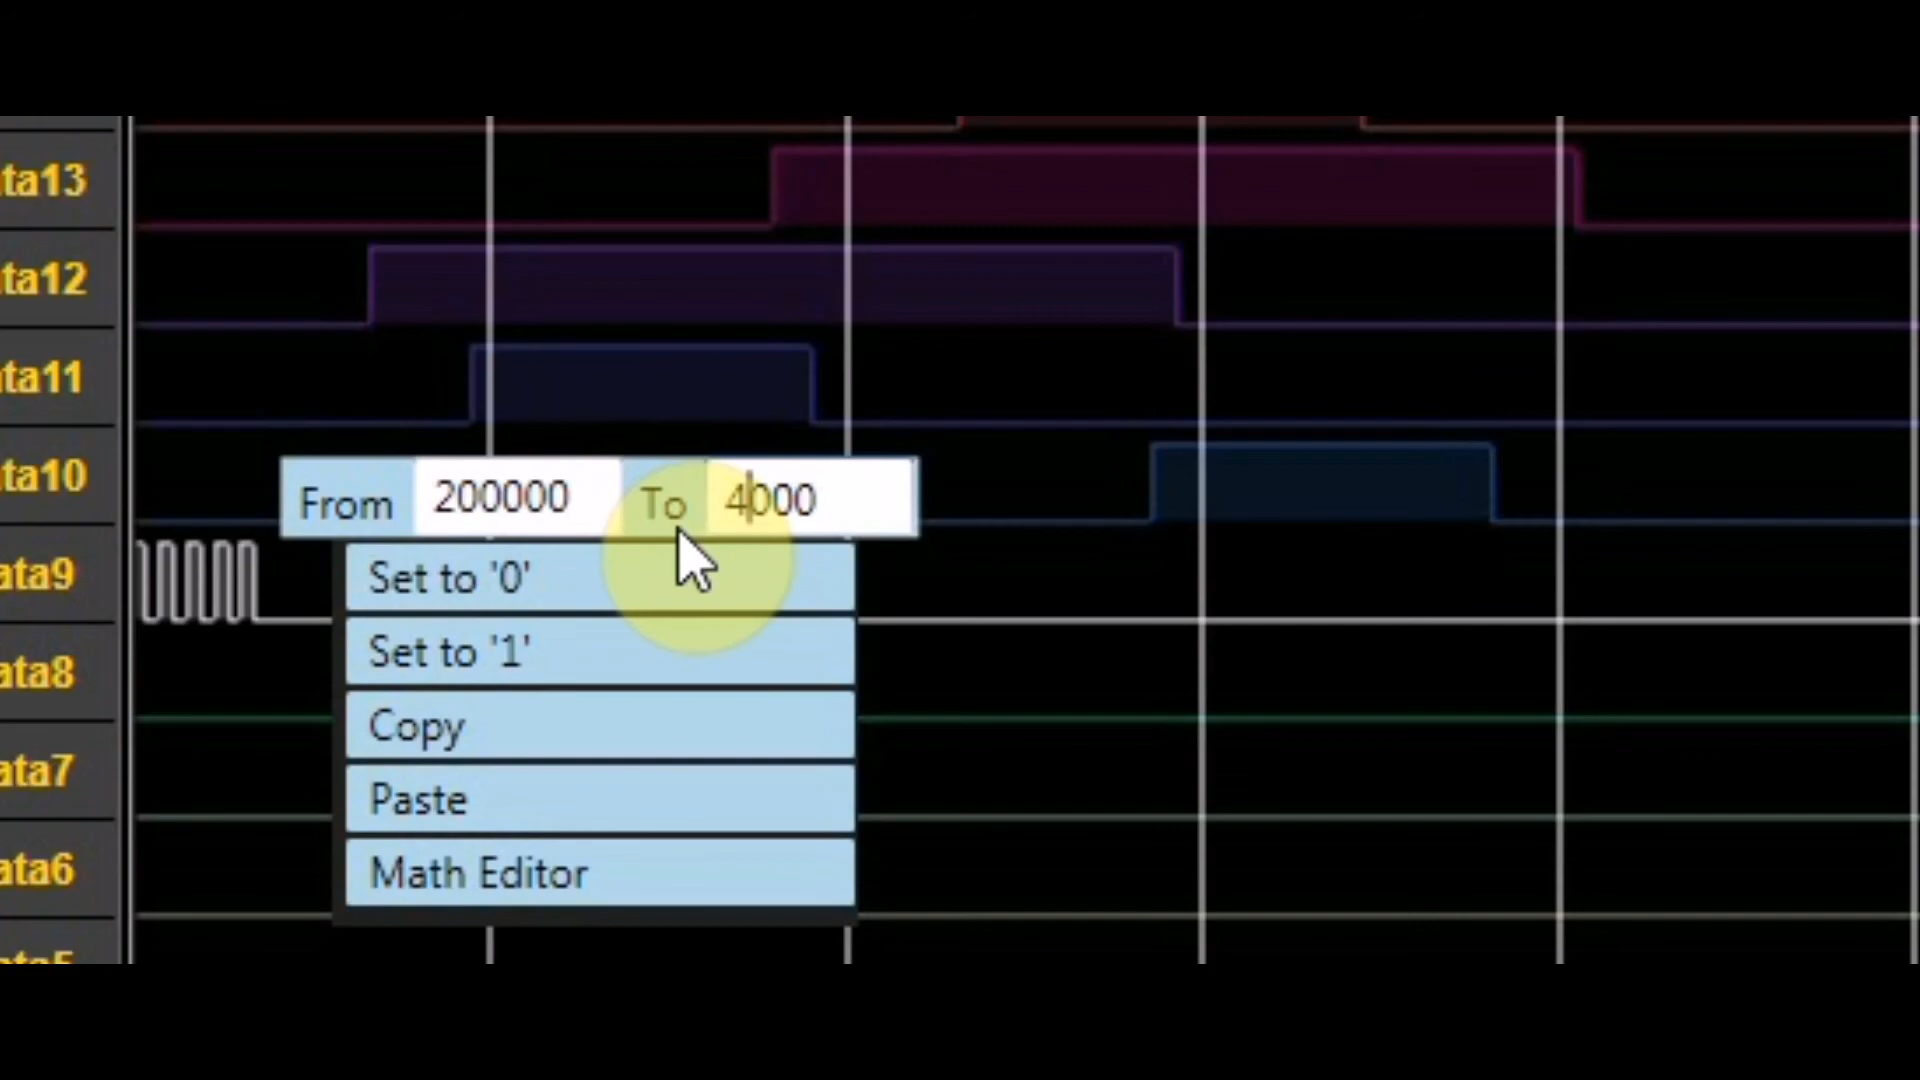 ta13
ta12
ta11
ta10
From 200000 To 4000
ata9
Set to '0'
Set to '1'
ata8
Copy
ata7
Paste
ata6
Math Editor